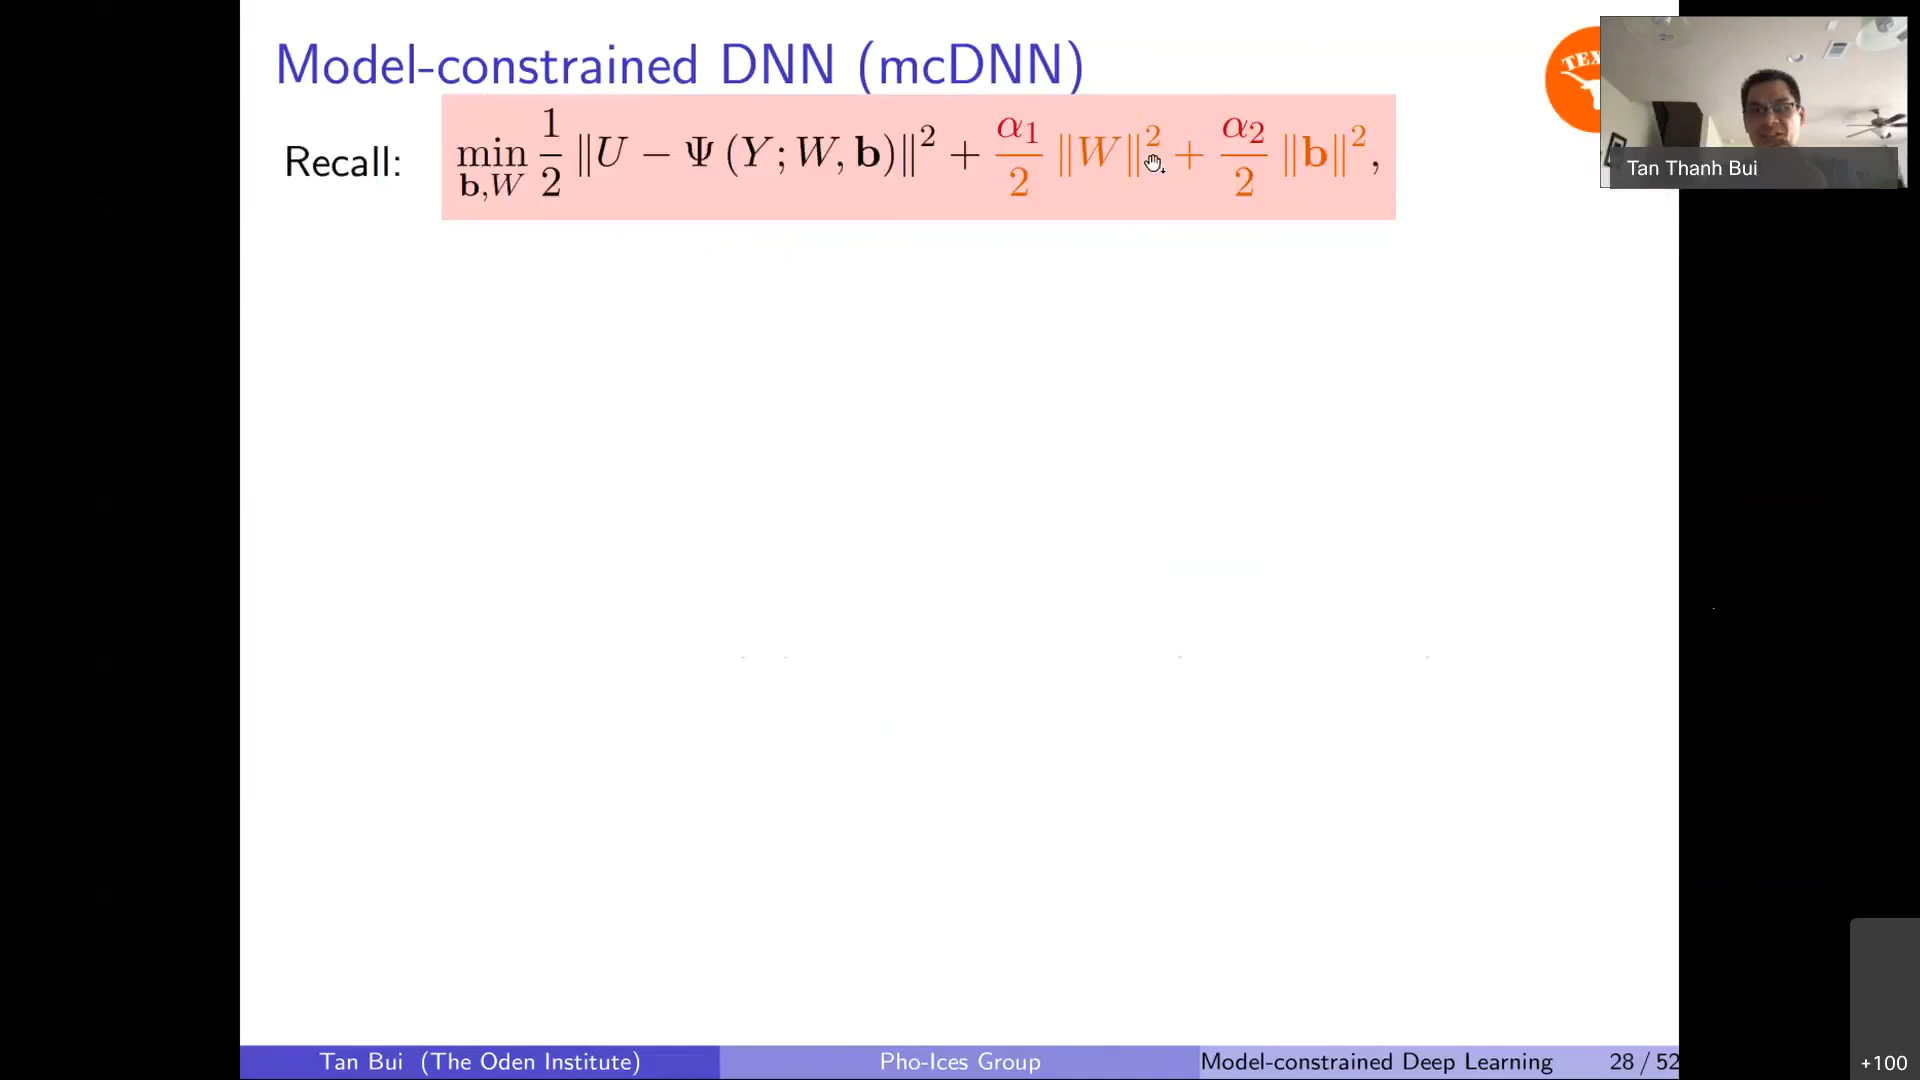 Model-constrained DNN (mcDNN)
Recall: min b,W 1/2 ‖U − Ψ (Y; W, b)‖² + α₁/2 ‖W‖² + α₂/2 ‖b‖²,
Tan Thanh Bui
Tan Bui (The Oden Institute) Pho-Ices Group Model-constrained Deep Learning 28 / 52
+100